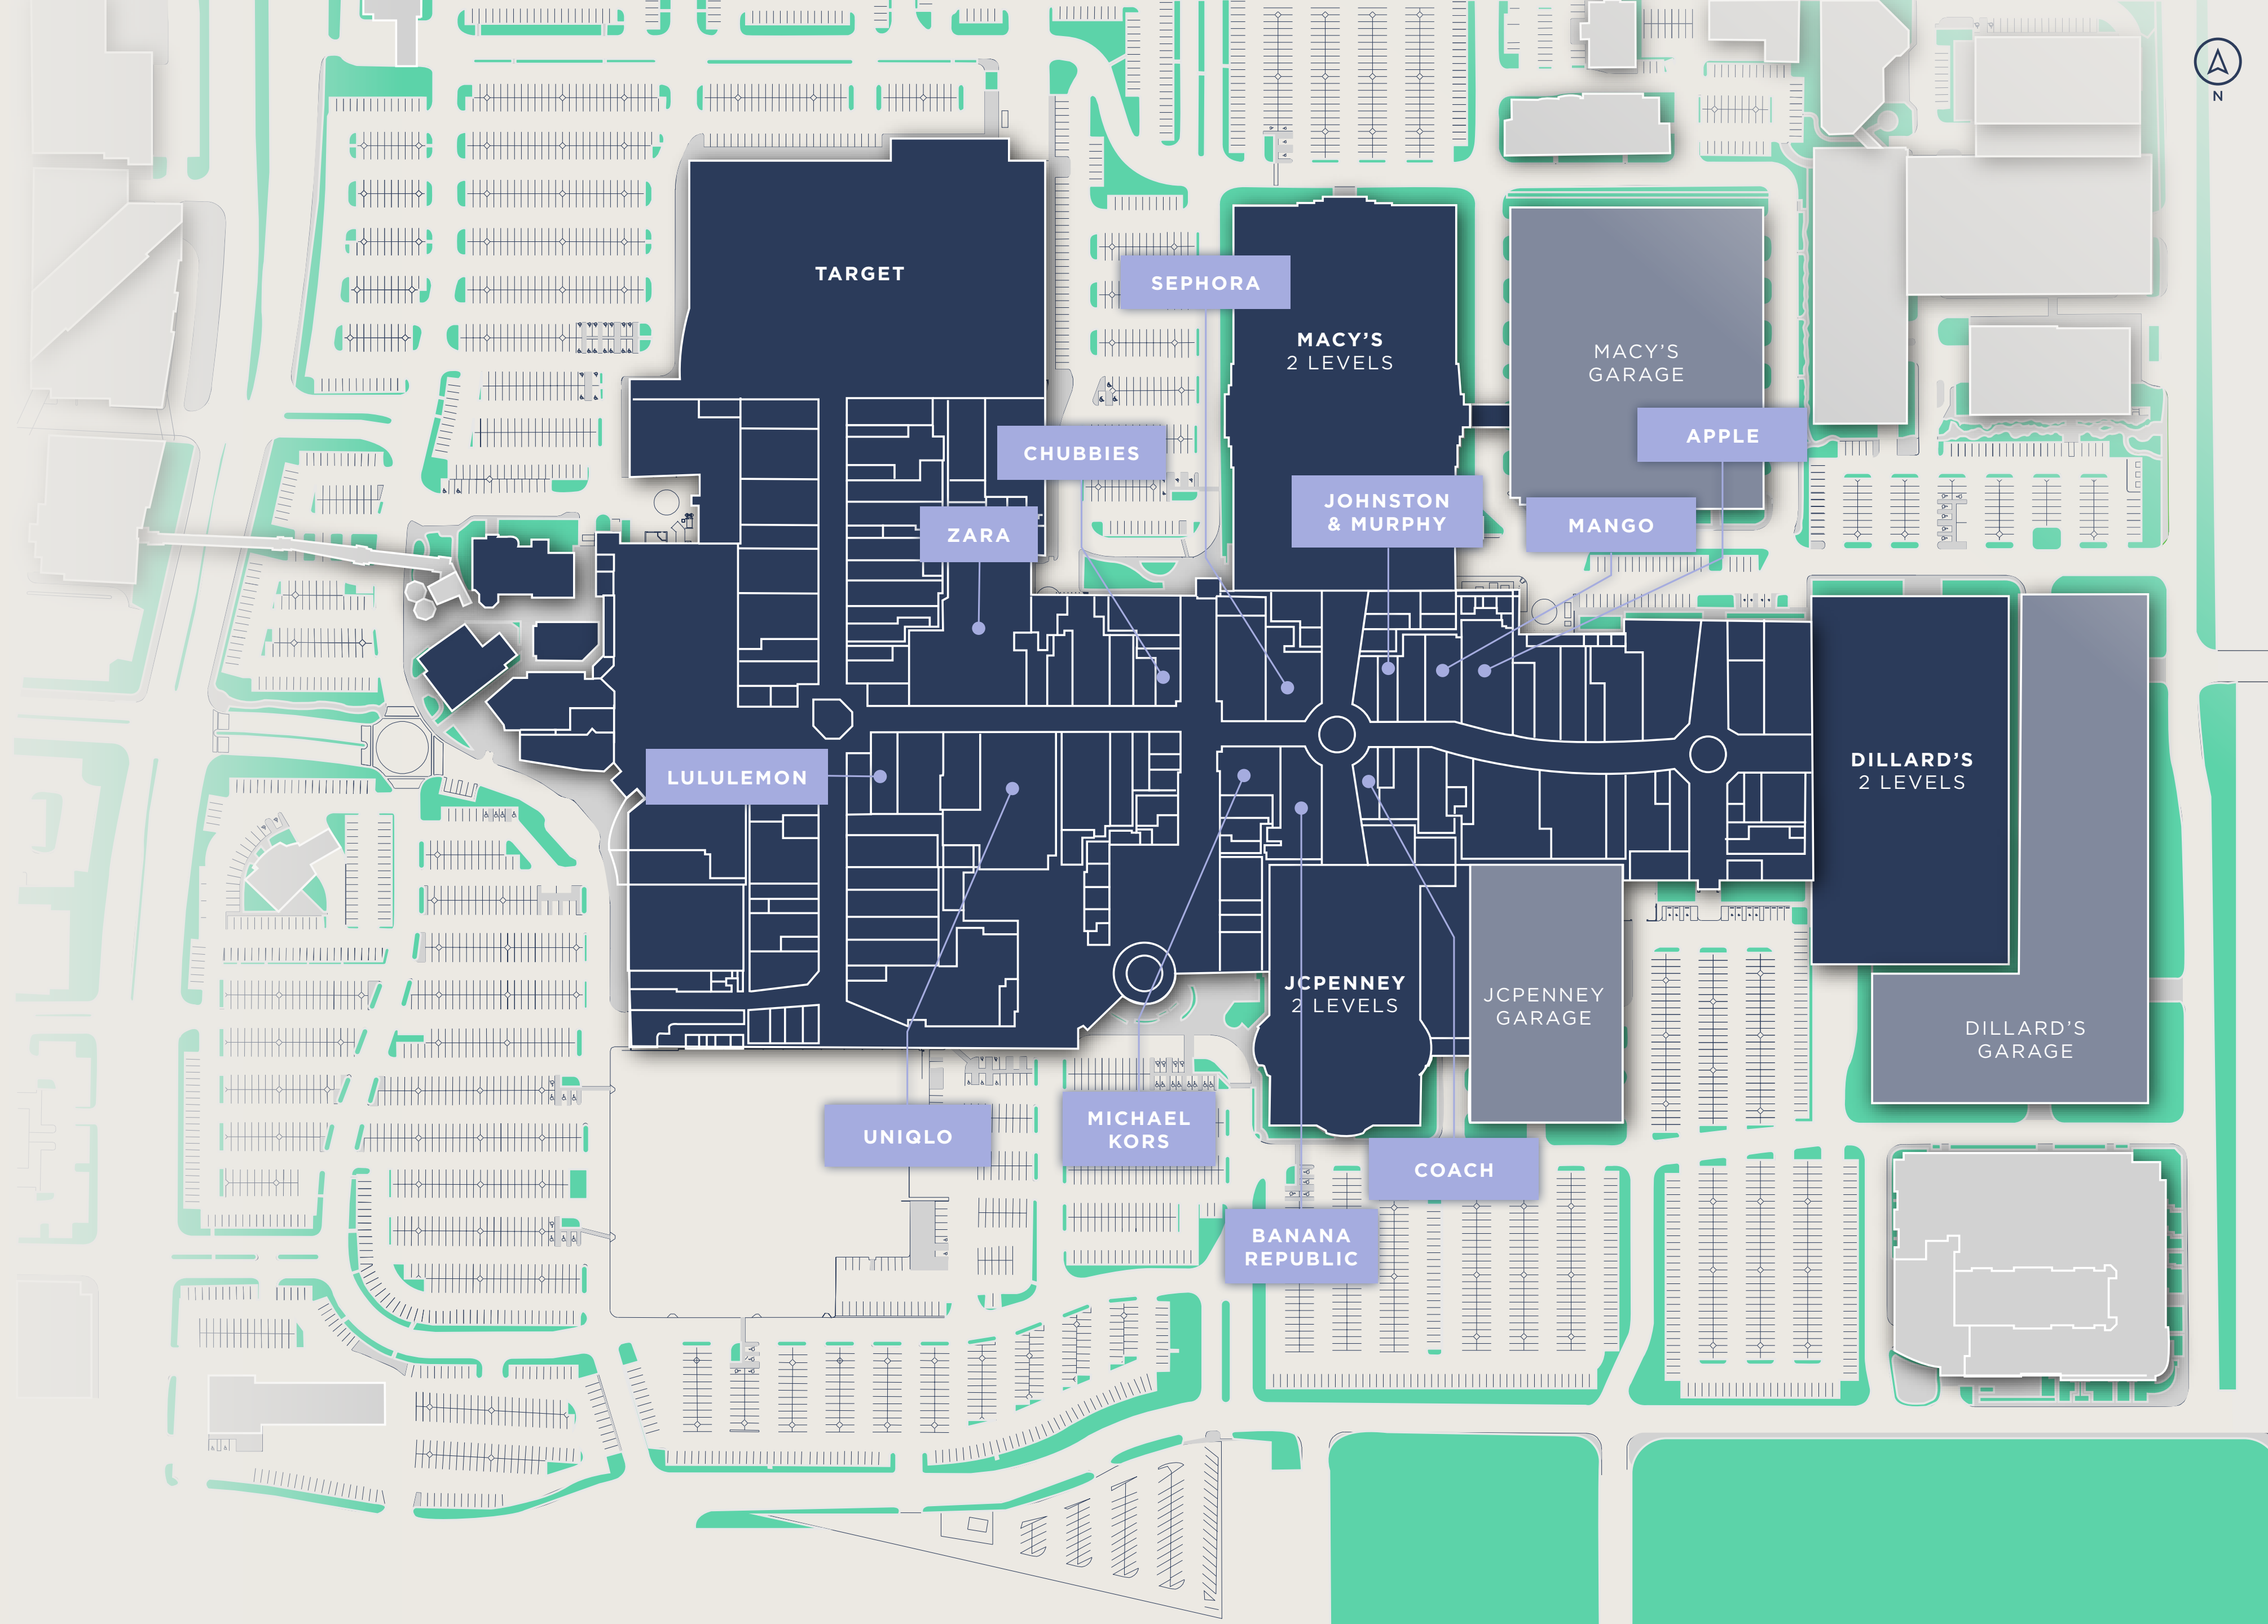 N
TARGET
SEPHORA
MACY'S
2 LEVELS
MACY'S
GARAGE
APPLE
CHUBBIES
JOHNSTON
& MURPHY
MANGO
ZARA
LULULEMON
DILLARD'S
2 LEVELS
JCPENNEY
2 LEVELS
JCPENNEY
GARAGE
DILLARD'S
GARAGE
UNIQLO
MICHAEL
KORS
COACH
BANANA
REPUBLIC